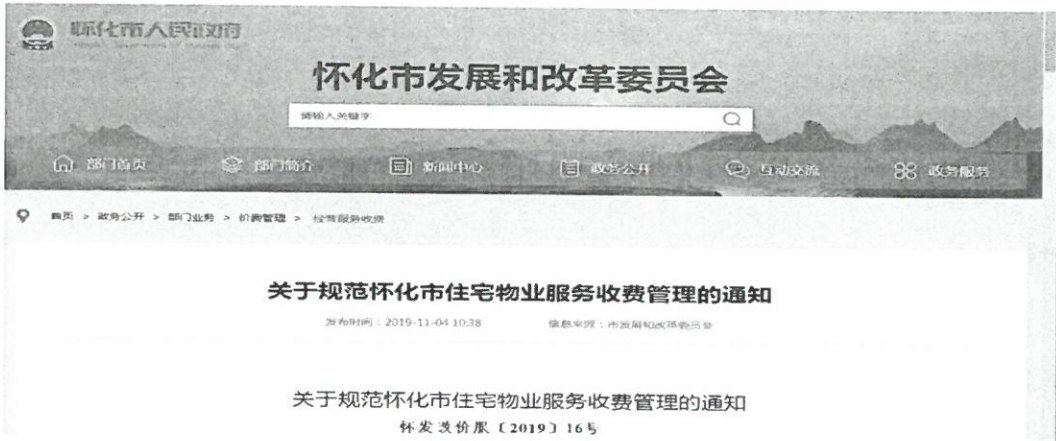 怀化市人民政府
怀化市发展和改革委员会
请输入关键字
部门首页 部门简介 新闻中心 政务公开 互动交流 政务服务
首页 > 政务公开 > 部门业务 > 价费管理 > 经营服务收费
关于规范怀化市住宅物业服务收费管理的通知
发布时间：2019-11-04 10:38 信息来源：市发展和改革委员会
关于规范怀化市住宅物业服务收费管理的通知
怀发改价服〔2019〕16号